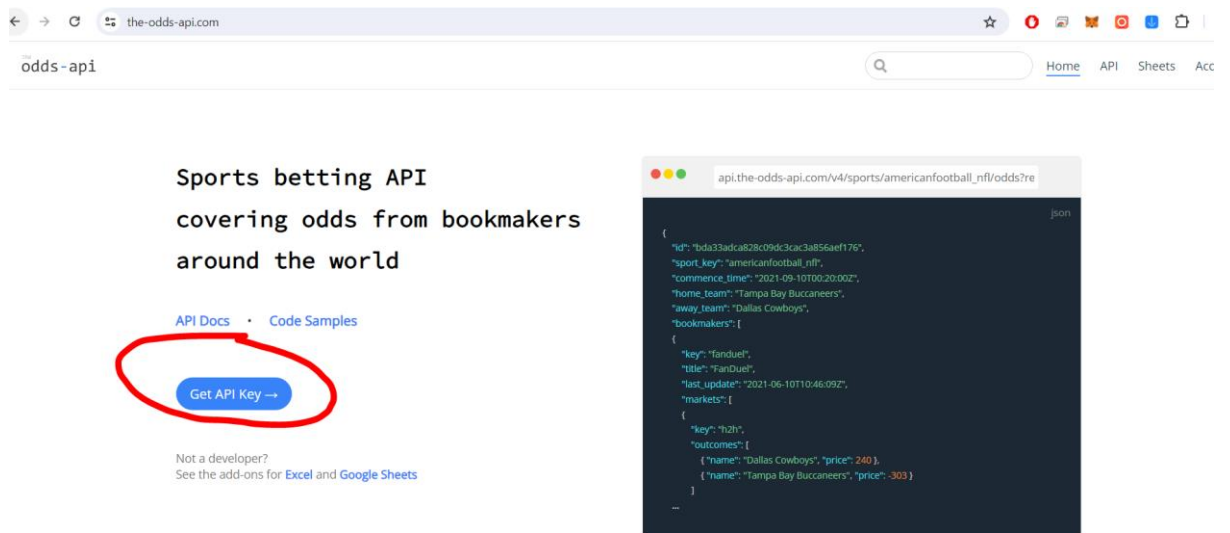 the-odds-api.com
the
odds-api
Home API Sheets Acc
Sports betting API
covering odds from bookmakers
around the world
API Docs • Code Samples
Get API Key →
Not a developer?
See the add-ons for Excel and Google Sheets
api.the-odds-api.com/v4/sports/americanfootball_nfl/odds?re
json
{
"id": "bda33adca828c09dc3cac3a856aef176",
"sport_key": "americanfootball_nfl",
"commence_time": "2021-09-10T00:20:00Z",
"home_team": "Tampa Bay Buccaneers",
"away_team": "Dallas Cowboys",
"bookmakers": [
{
"key": "fanduel",
"title": "FanDuel",
"last_update": "2021-06-10T10:46:09Z",
"markets": [
{
"key": "h2h",
"outcomes": [
{ "name": "Dallas Cowboys", "price": 240 },
{ "name": "Tampa Bay Buccaneers", "price": -303 }
]
...